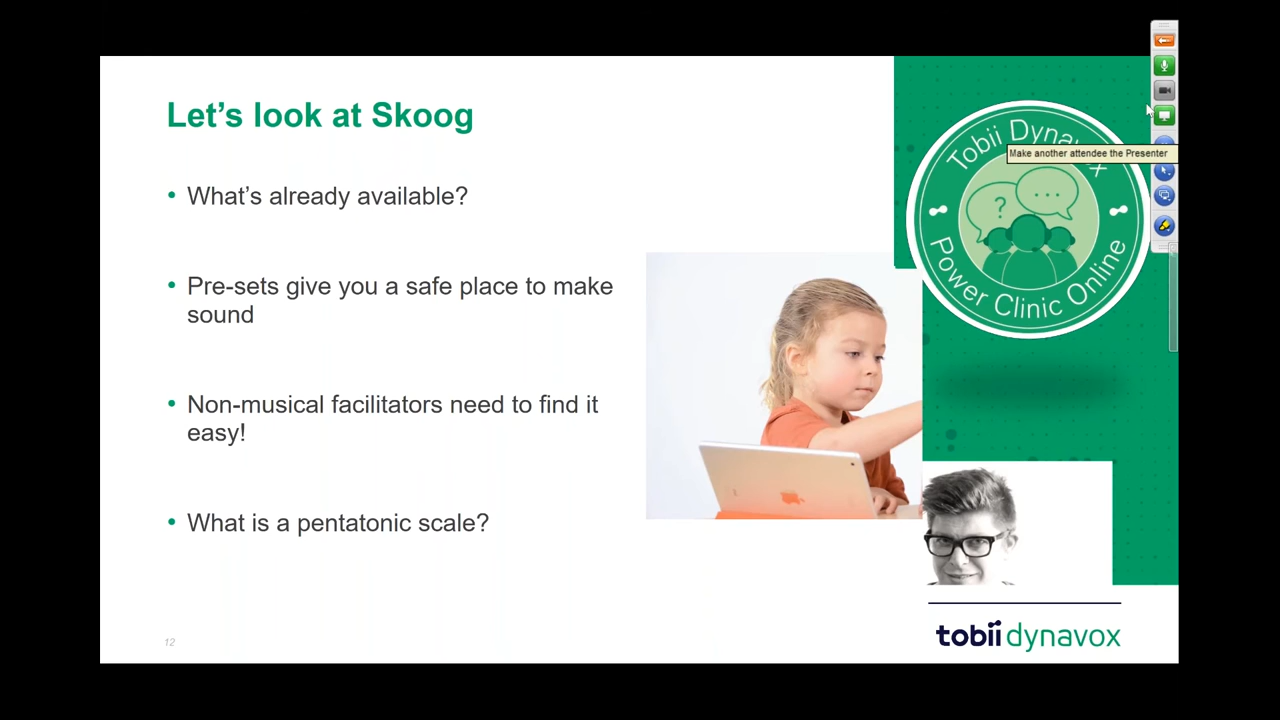 Let's look at Skoog
• What's already available?
• Pre-sets give you a safe place to make
sound
• Non-musical facilitators need to find it
easy!
• What is a pentatonic scale?
12
Tobii Dynavox
?
...
Power Clinic Online
Make another attendee the Presenter
tobii dynavox